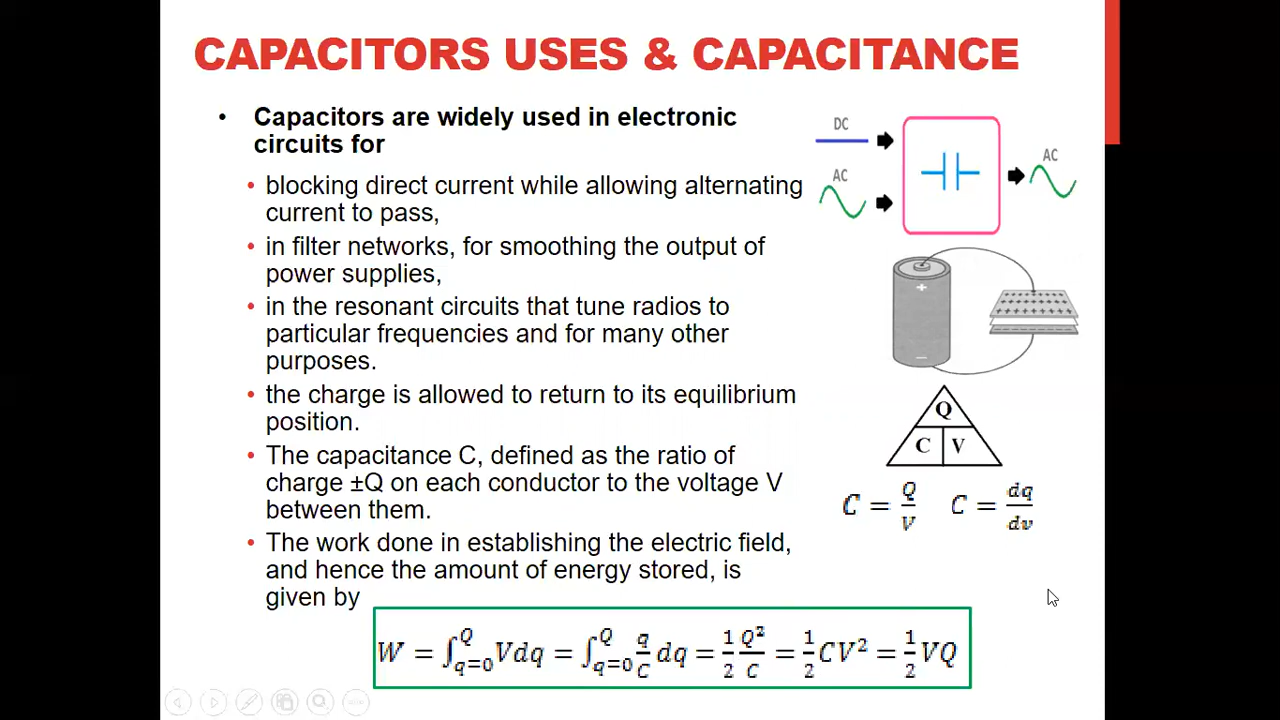 CAPACITORS USES & CAPACITANCE
• Capacitors are widely used in electronic
circuits for
• blocking direct current while allowing alternating
current to pass,
• in filter networks, for smoothing the output of
power supplies,
• in the resonant circuits that tune radios to
particular frequencies and for many other
purposes.
• the charge is allowed to return to its equilibrium
position.
• The capacitance C, defined as the ratio of
charge ±Q on each conductor to the voltage V
between them.
• The work done in establishing the electric field,
and hence the amount of energy stored, is
given by
W = ∫_{q=0}^{Q} Vdq = ∫_{q=0}^{Q} q/C dq = 1/2 Q²/C = 1/2 CV² = 1/2 VQ
DC
AC
AC
+
−
Q
C V
C = Q/V C = dq/dv